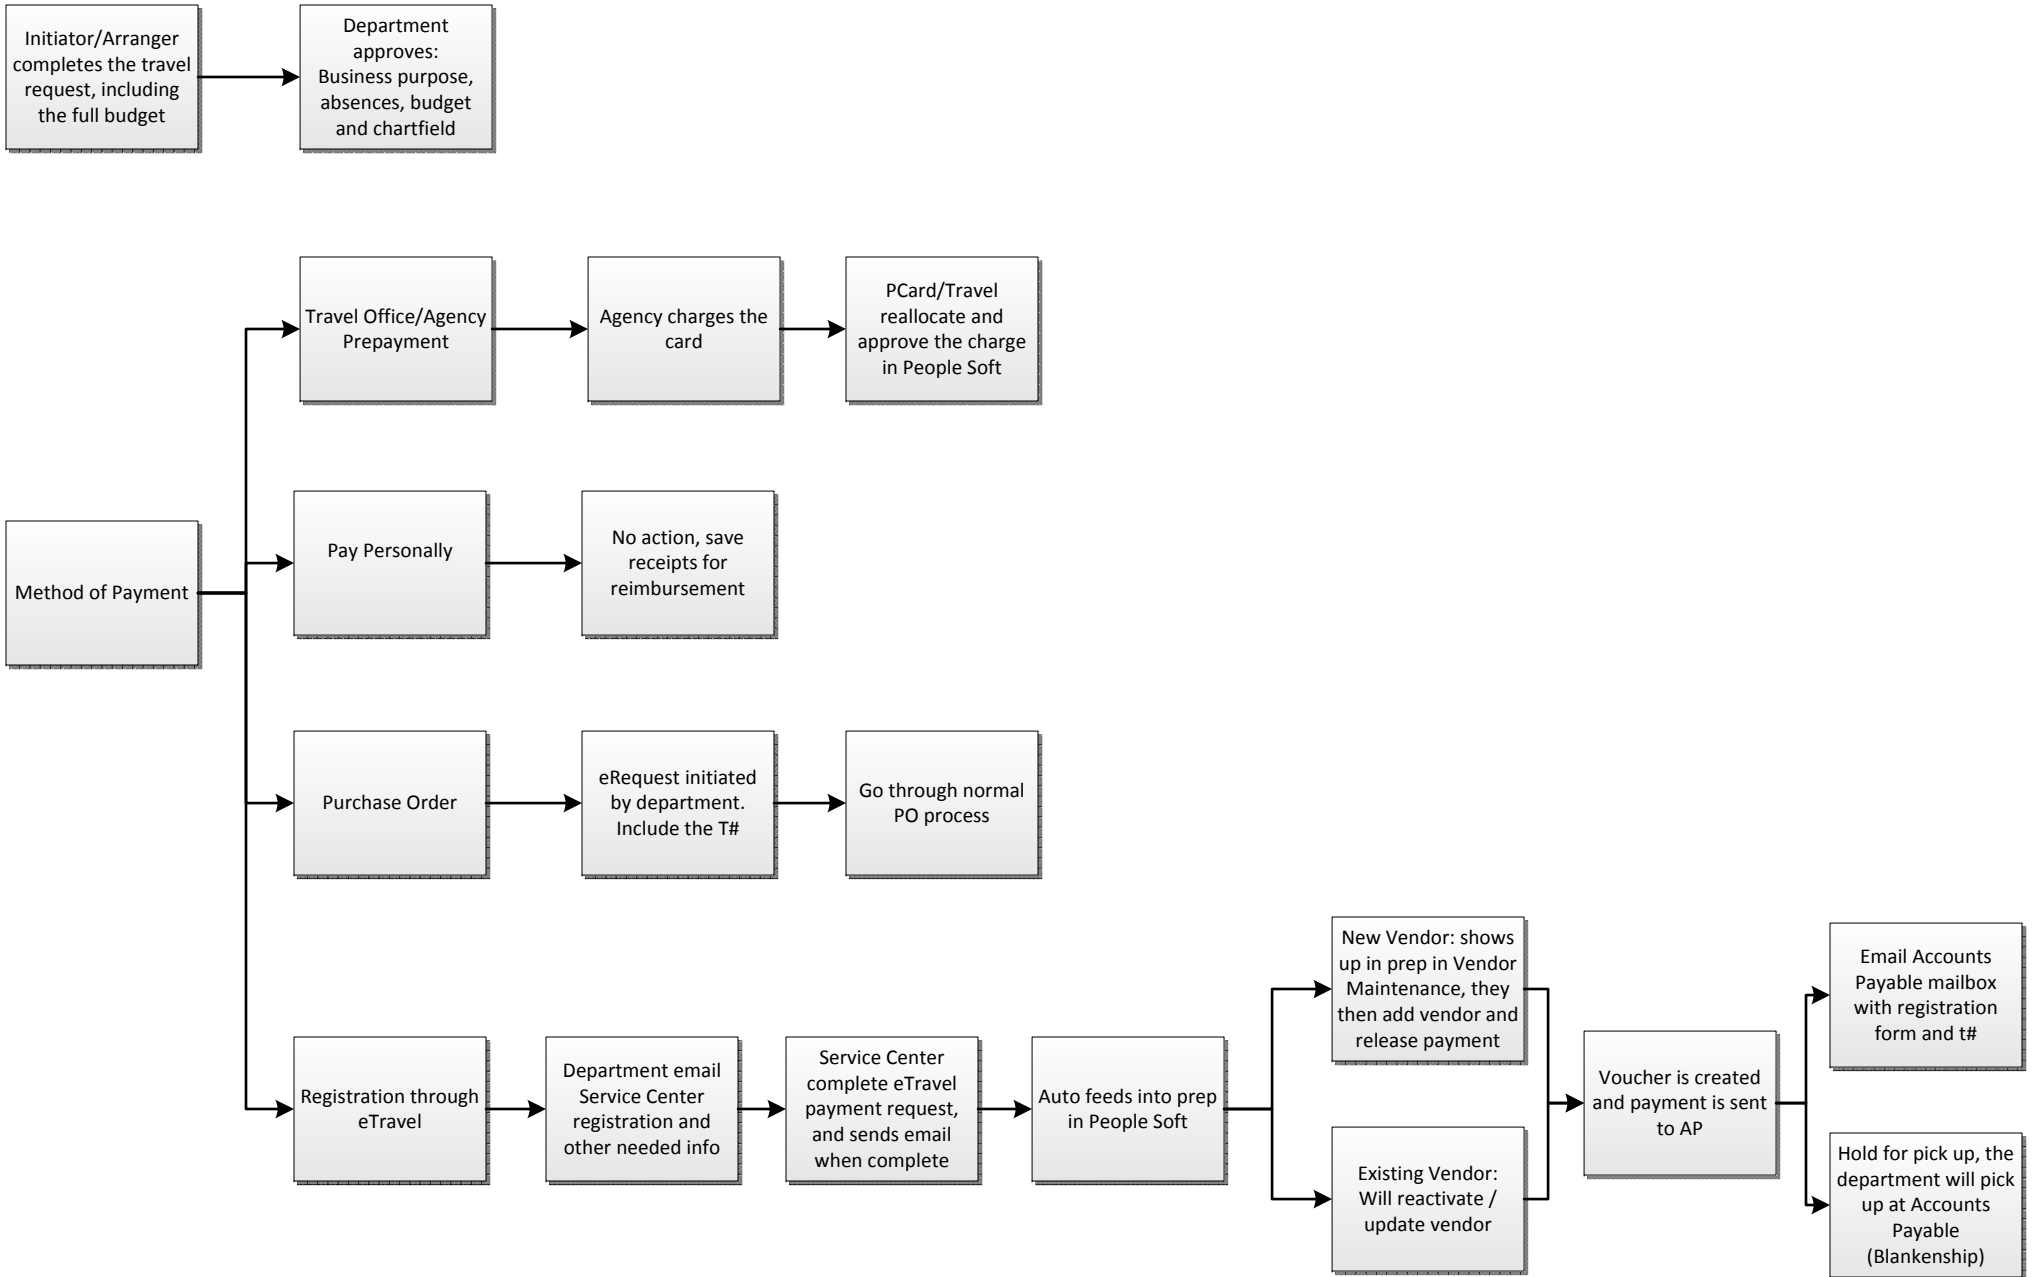 Initiator/Arranger
completes the travel
request, including
the full budget
Department
approves:
Business purpose,
absences, budget
and chartfield
Method of Payment
Travel Office/Agency
Prepayment
Agency charges the
card
PCard/Travel
reallocate and
approve the charge
in People Soft
Pay Personally
No action, save
receipts for
reimbursement
Purchase Order
eRequest initiated
by department.
Include the T#
Go through normal
PO process
Registration through
eTravel
Department email
Service Center
registration and
other needed info
Service Center
complete eTravel
payment request,
and sends email
when complete
Auto feeds into prep
in People Soft
New Vendor: shows
up in prep in Vendor
Maintenance, they
then add vendor and
release payment
Existing Vendor:
Will reactivate /
update vendor
Voucher is created
and payment is sent
to AP
Email Accounts
Payable mailbox
with registration
form and t#
Hold for pick up, the
department will pick
up at Accounts
Payable
(Blankenship)